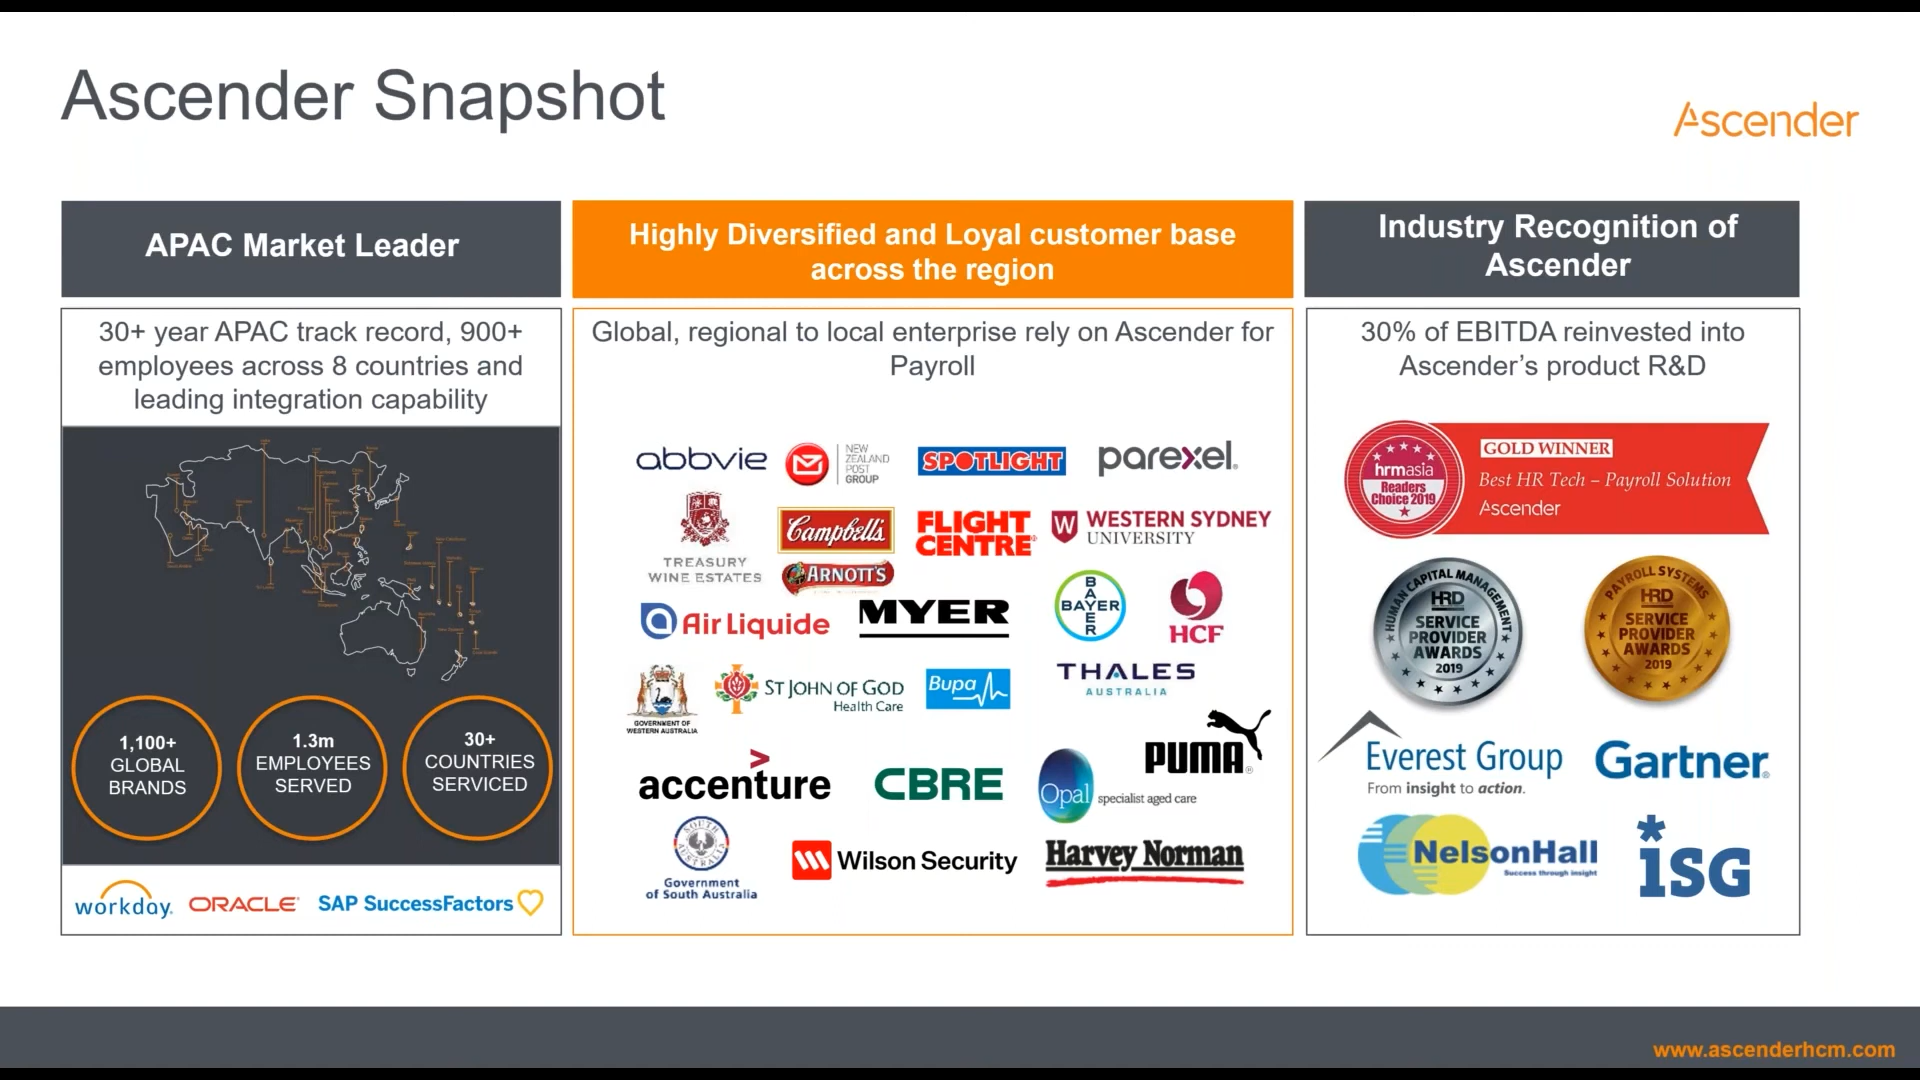 Ascender Snapshot
Ascender
APAC Market Leader
30+ year APAC track record, 900+
employees across 8 countries and
leading integration capability
1,100+
GLOBAL
BRANDS
1.3m
EMPLOYEES
SERVED
30+
COUNTRIES
SERVICED
workday.
ORACLE
SAP SuccessFactors
Highly Diversified and Loyal customer base
across the region
Global, regional to local enterprise rely on Ascender for
Payroll
abbvie
NEW
ZEALAND
POST
GROUP
SPOTLIGHT
parexel.
TREASURY
WINE ESTATES
Campbell's
ARNOTT'S
FLIGHT
CENTRE
WESTERN SYDNEY
UNIVERSITY
W
Air Liquide
MYER
BAYER
BAYER
HCF
GOVERNMENT OF
WESTERN AUSTRALIA
ST JOHN OF GOD
Health Care
Bupa
THALES
AUSTRALIA
accenture
CBRE
Opal
specialist aged care
PUMA
SOUTH
AUSTRALIA
Government
of South Australia
Wilson Security
Harvey Norman
Industry Recognition of
Ascender
30% of EBITDA reinvested into
Ascender’s product R&D
hrmasia
Readers
Choice 2019
GOLD WINNER
Best HR Tech – Payroll Solution
Ascender
HUMAN CAPITAL MANAGEMENT
HRD
SERVICE
PROVIDER
AWARDS
2019
PAYROLL SYSTEMS
HRD
SERVICE
PROVIDER
AWARDS
2019
Everest Group
From insight to action.
Gartner
NelsonHall
Success through insight
ISG
www.ascenderhcm.com